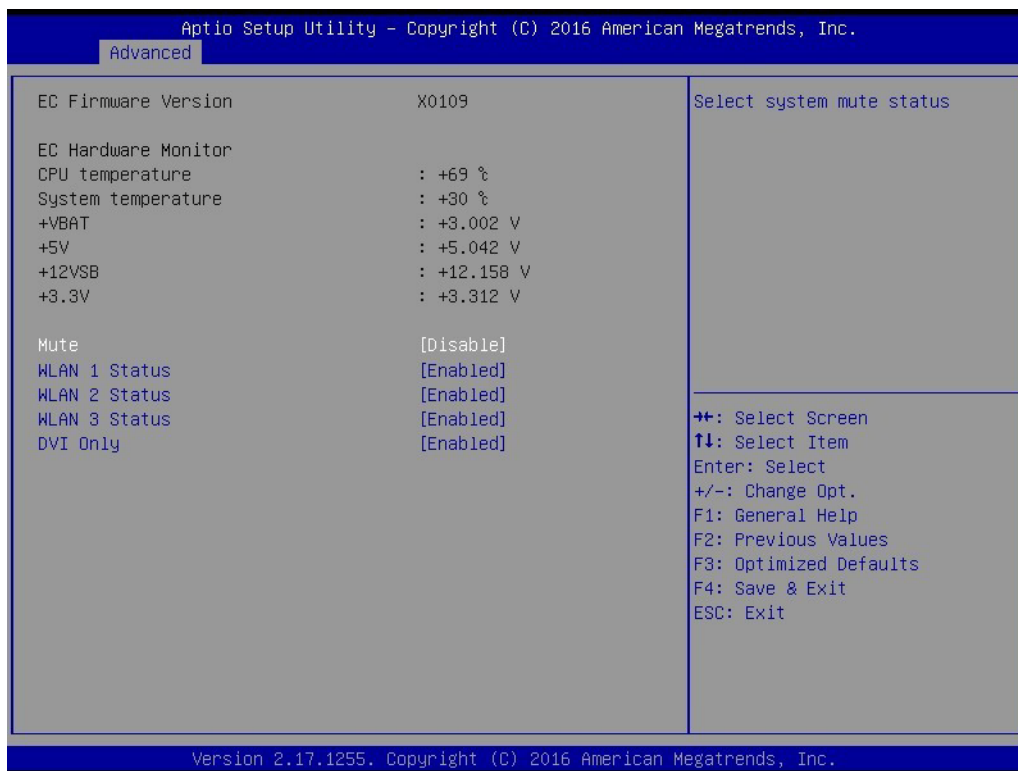 Aptio Setup Utility – Copyright (C) 2016 American Megatrends, Inc.
Advanced
EC Firmware Version X0109
EC Hardware Monitor
CPU temperature : +69 ℃
System temperature : +30 ℃
+VBAT : +3.002 V
+5V : +5.042 V
+12VSB : +12.158 V
+3.3V : +3.312 V
Mute [Disable]
WLAN 1 Status [Enabled]
WLAN 2 Status [Enabled]
WLAN 3 Status [Enabled]
DVI Only [Enabled]
Select system mute status
→←: Select Screen
↑↓: Select Item
Enter: Select
+/-: Change Opt.
F1: General Help
F2: Previous Values
F3: Optimized Defaults
F4: Save & Exit
ESC: Exit
Version 2.17.1255. Copyright (C) 2016 American Megatrends, Inc.